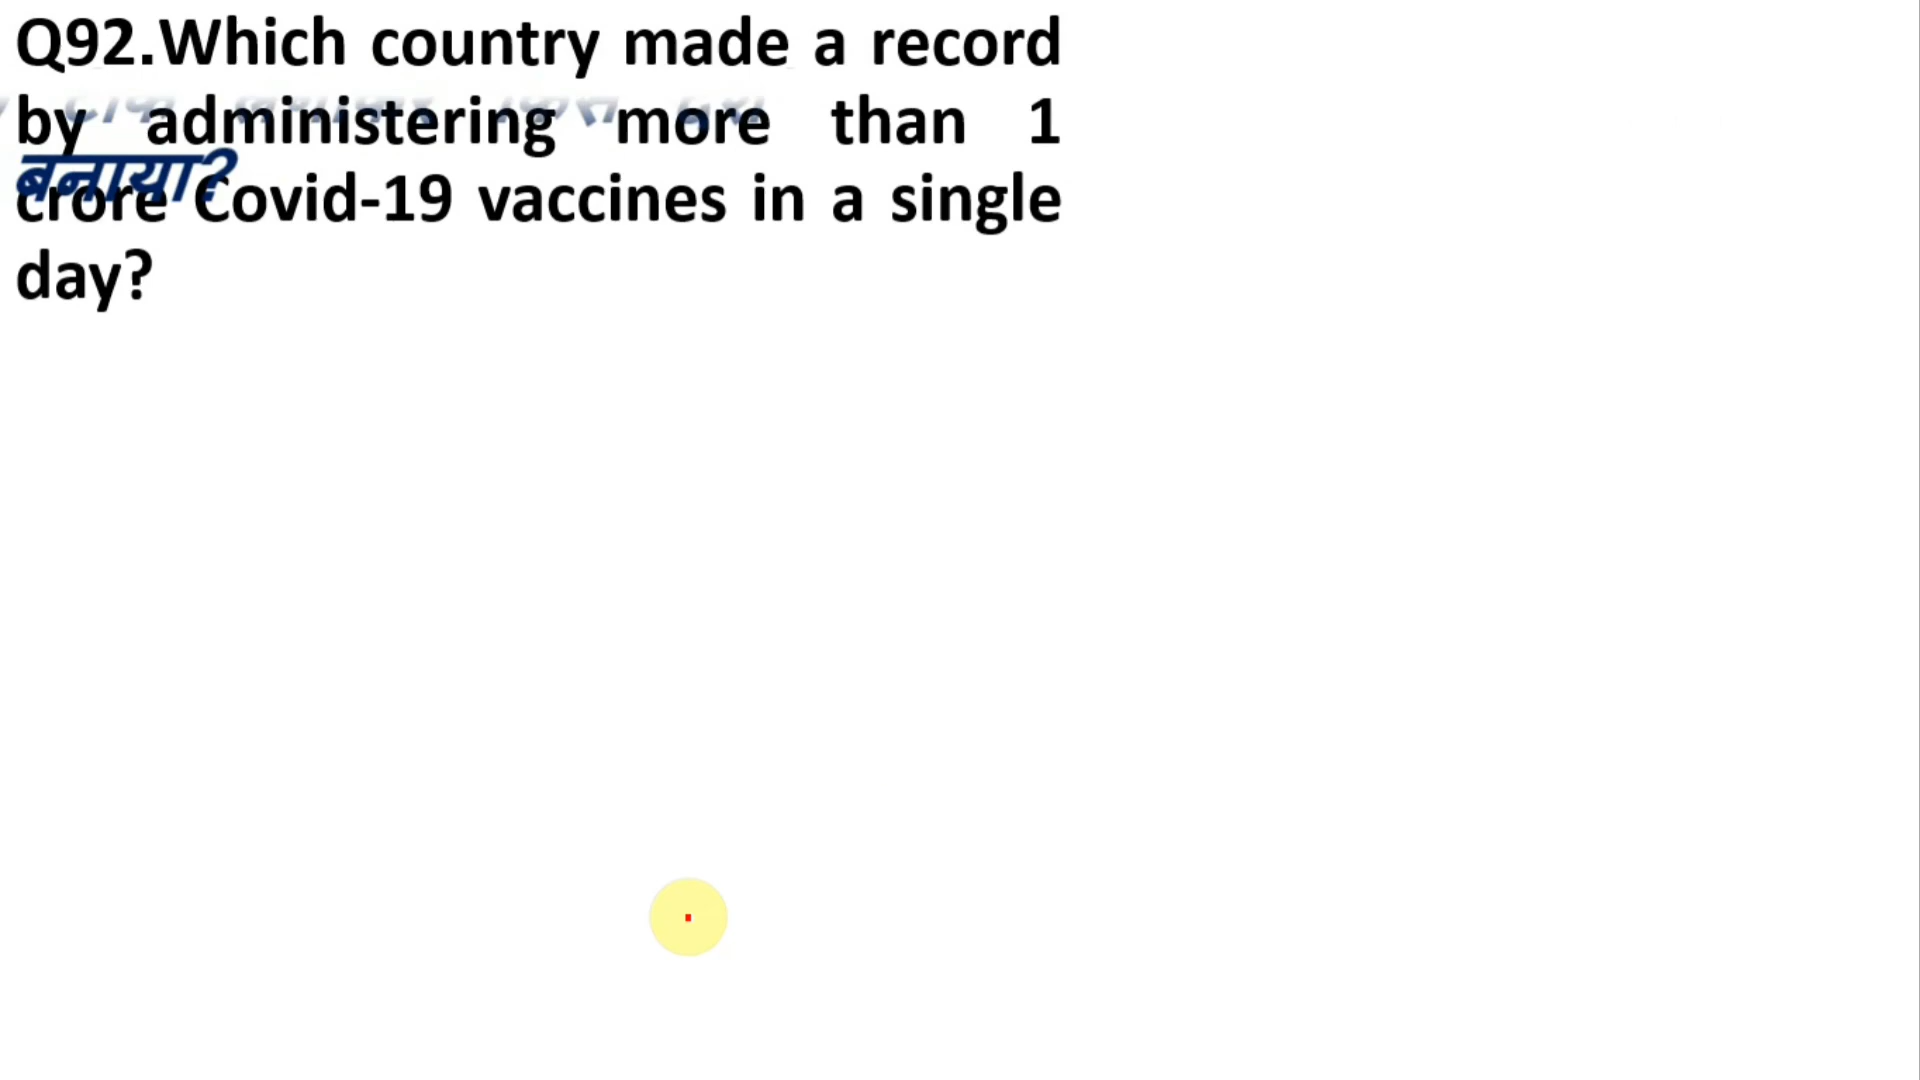 Q92.Which country made a record
by administering more than 1
crore Covid-19 vaccines in a single
day?
बनाया?